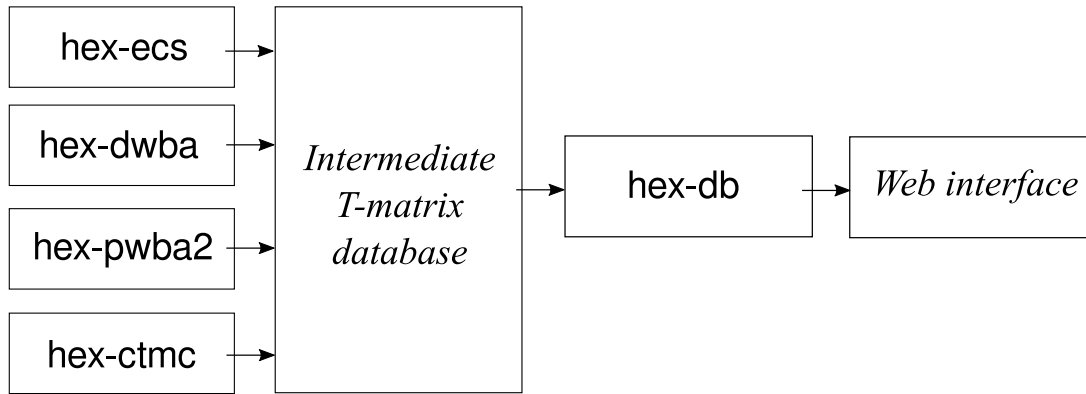 hex-ecs
hex-dwba
hex-pwba2
hex-ctmc
Intermediate
T-matrix
database
hex-db
Web interface